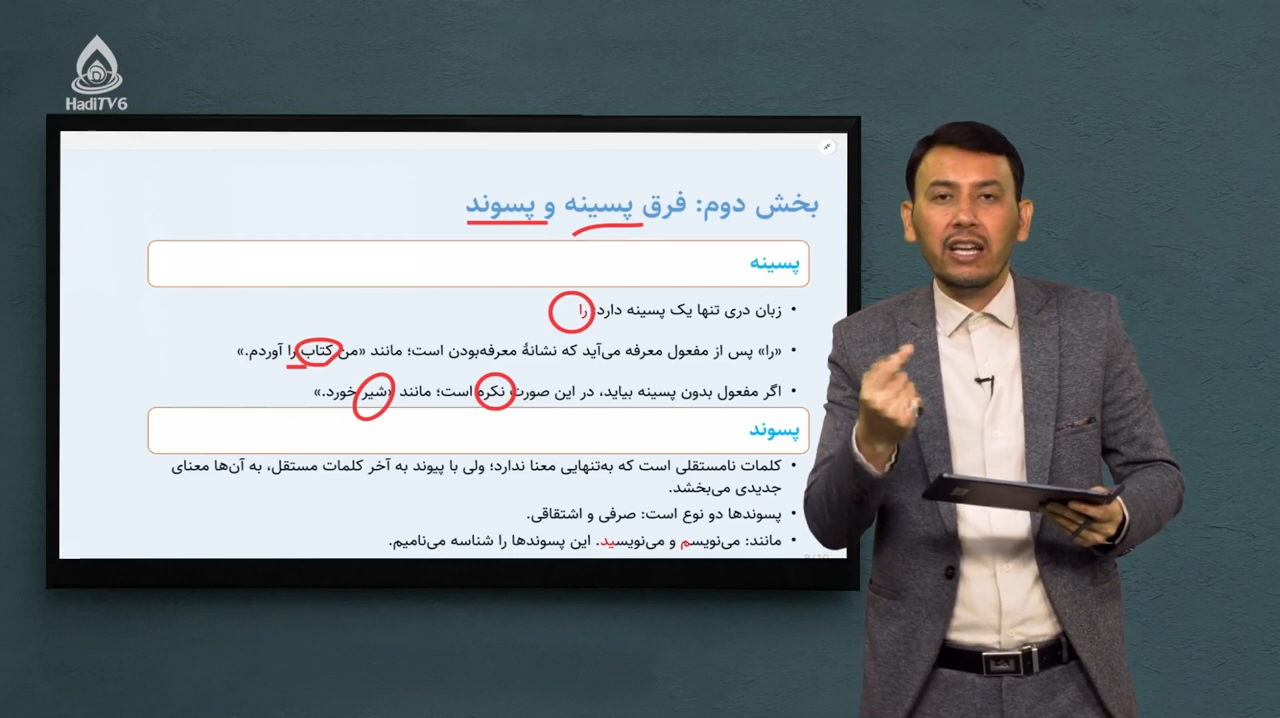 HadiTV6
بخش دوم: فرق پسینه و پسوند
پسینه
• زبان دری تنها یک پسینه دارد: را
• «را» پس از مفعول معرفه می‌آید که نشانهٔ معرفه‌بودن است؛ مانند «من کتاب را آوردم.»
• اگر مفعول بدون پسینه بیاید، در این صورت نکره است؛ مانند «شیر خورد.»
پسوند
• کلمات نامستقلی است که به‌تنهایی معنا ندارد؛ ولی با پیوند به آخر کلمات مستقل، به آن‌ها معنای
جدیدی می‌بخشد.
• پسوندها دو نوع است: صرفی و اشتقاقی.
• مانند: می‌نویسم و می‌نویسید. این پسوندها را شناسه می‌نامیم.